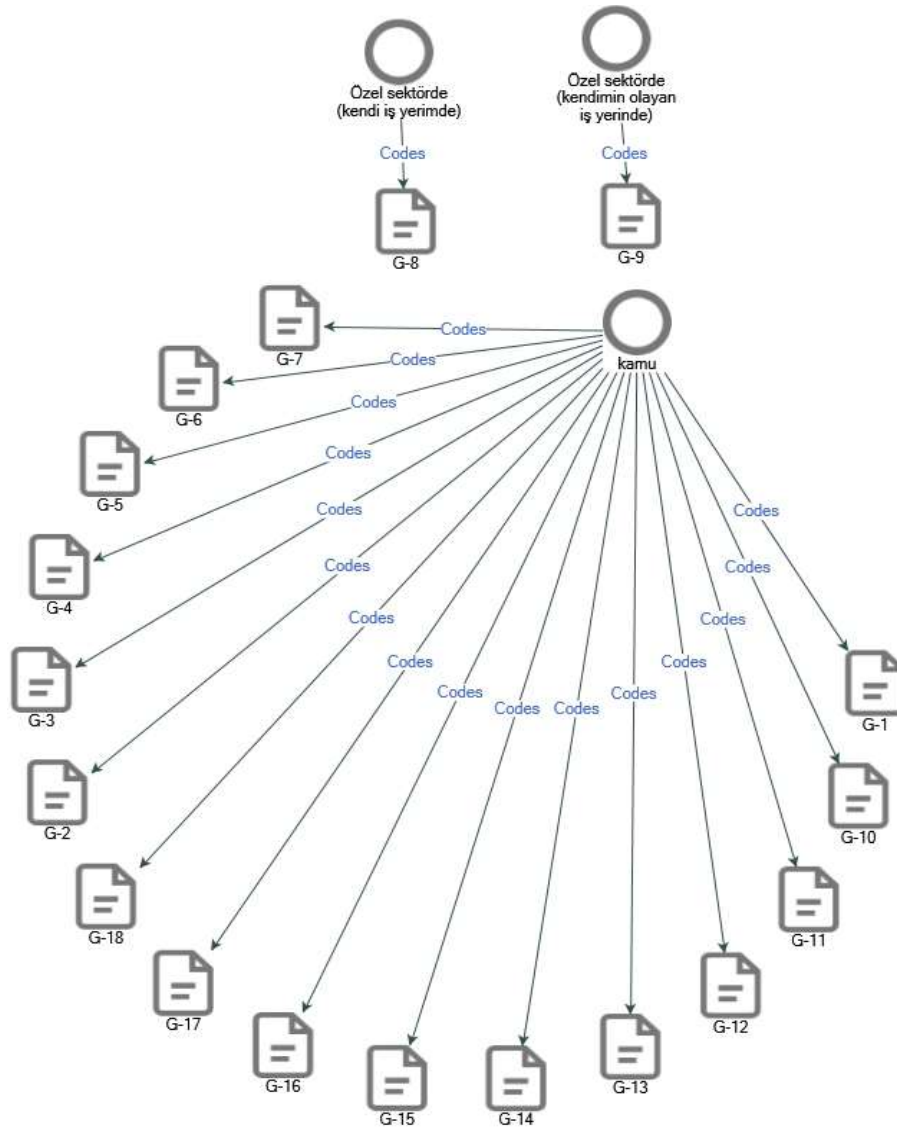 Özel sektörde
(kendi iş yerimde)
Özel sektörde
(kendimin olayan
iş yerinde)
Codes
Codes
G-8
G-9
Codes
kamu
G-7
Codes
G-6
Codes
G-5
Codes
G-4
Codes
G-3
Codes
G-2
Codes
G-18
Codes
G-17
Codes
G-16
Codes
G-15
Codes
G-14
Codes
G-13
Codes
G-12
Codes
G-11
Codes
G-10
Codes
G-1